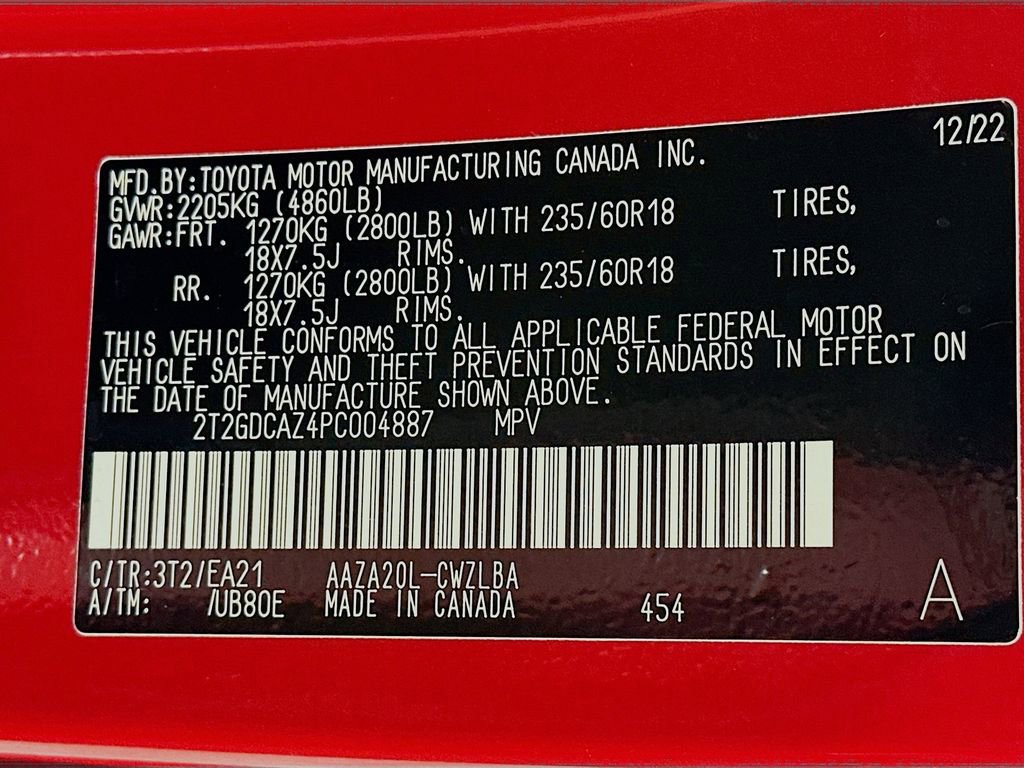 12/22
MFD.BY:TOYOTA MOTOR MANUFACTURING CANADA INC.
GVWR:2205KG (4860LB)
GAWR:FRT. 1270KG (2800LB) WITH 235/60R18 TIRES,
18X7.5J RIMS.
RR. 1270KG (2800LB) WITH 235/60R18 TIRES,
18X7.5J RIMS.
THIS VEHICLE CONFORMS TO ALL APPLICABLE FEDERAL MOTOR
VEHICLE SAFETY AND THEFT PREVENTION STANDARDS IN EFFECT ON
THE DATE OF MANUFACTURE SHOWN ABOVE.
2T2GDCAZ4PC004887 MPV
C/TR:3T2/EA21 AAZA20L-CWZLBA
A/TM: /UB80E MADE IN CANADA 454 A